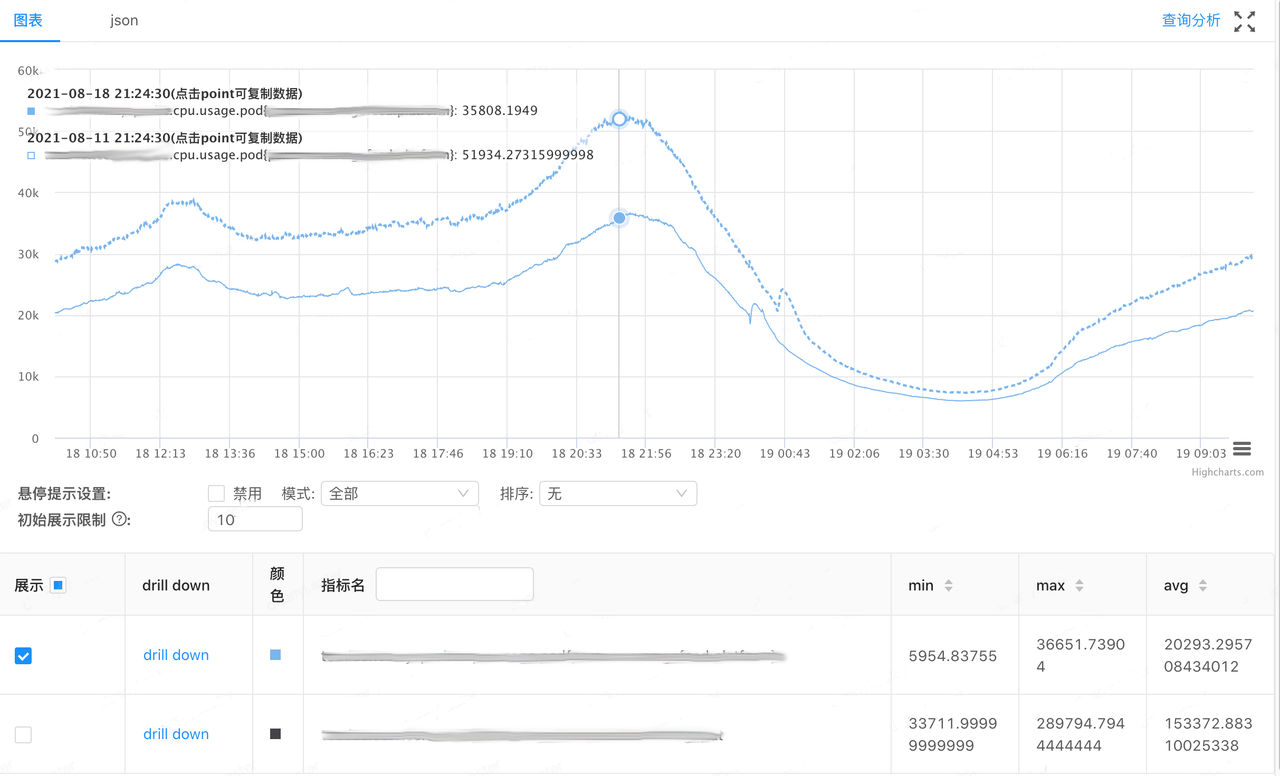 图表 json 查询分析
60k
2021-08-18 21:24:30(点击point可复制数据)
.cpu.usage.pod{ }: 35808.1949
50k
2021-08-11 21:24:30(点击point可复制数据)
.cpu.usage.pod{ }: 51934.27315999998
40k
30k
20k
10k
0
18 10:50 18 12:13 18 13:36 18 15:00 18 16:23 18 17:46 18 19:10 18 20:33 18 21:56 18 23:20 19 00:43 19 02:06 19 03:30 19 04:53 19 06:16 19 07:40 19 09:03
Highcharts.com
悬停提示设置: 禁用 模式: 全部 排序: 无
初始展示限制 ?: 10
展示 drill down 颜色 指标名 min max avg
drill down 5954.83755 36651.73904 20293.295708434012
drill down 33711.99999999999 289794.7944444444 153372.88310025338